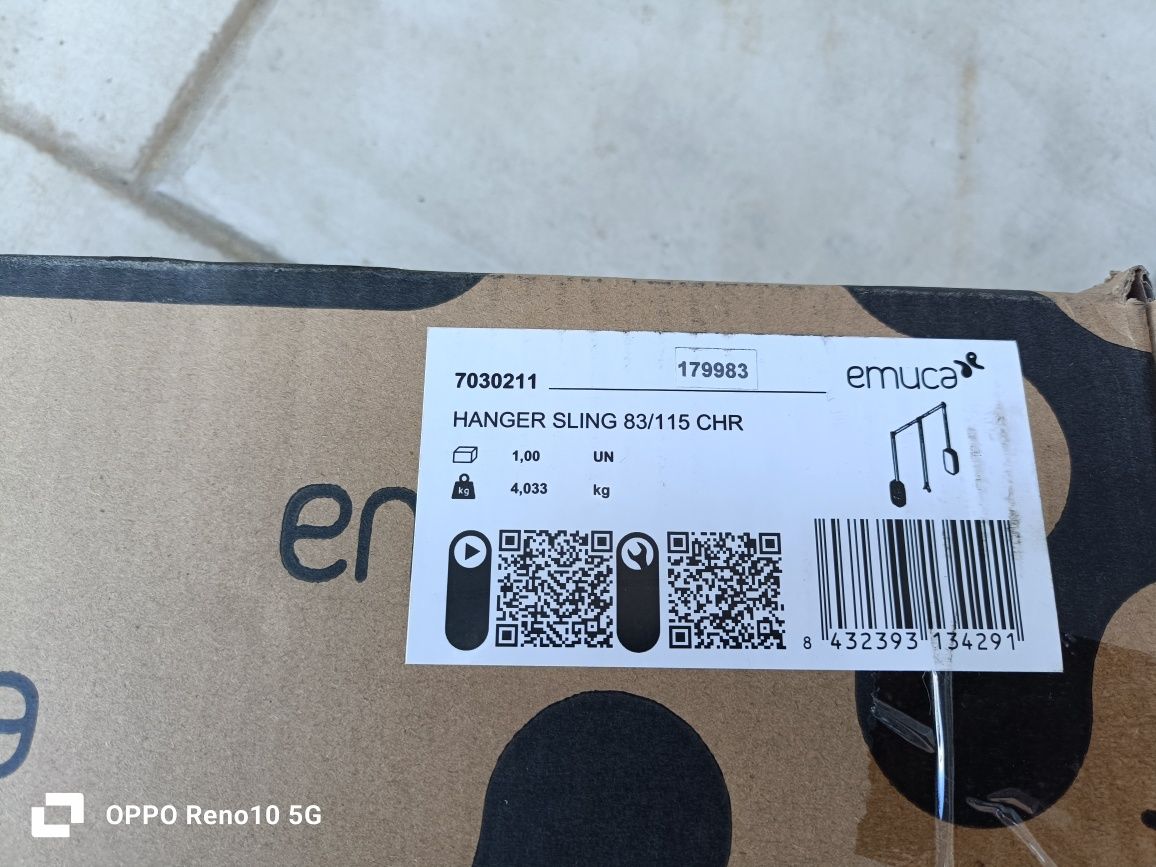 7030211 179983 emuca
HANGER SLING 83/115 CHR
1,00 UN
kg 4,033 kg
8 432393 134291
OPPO Reno10 5G